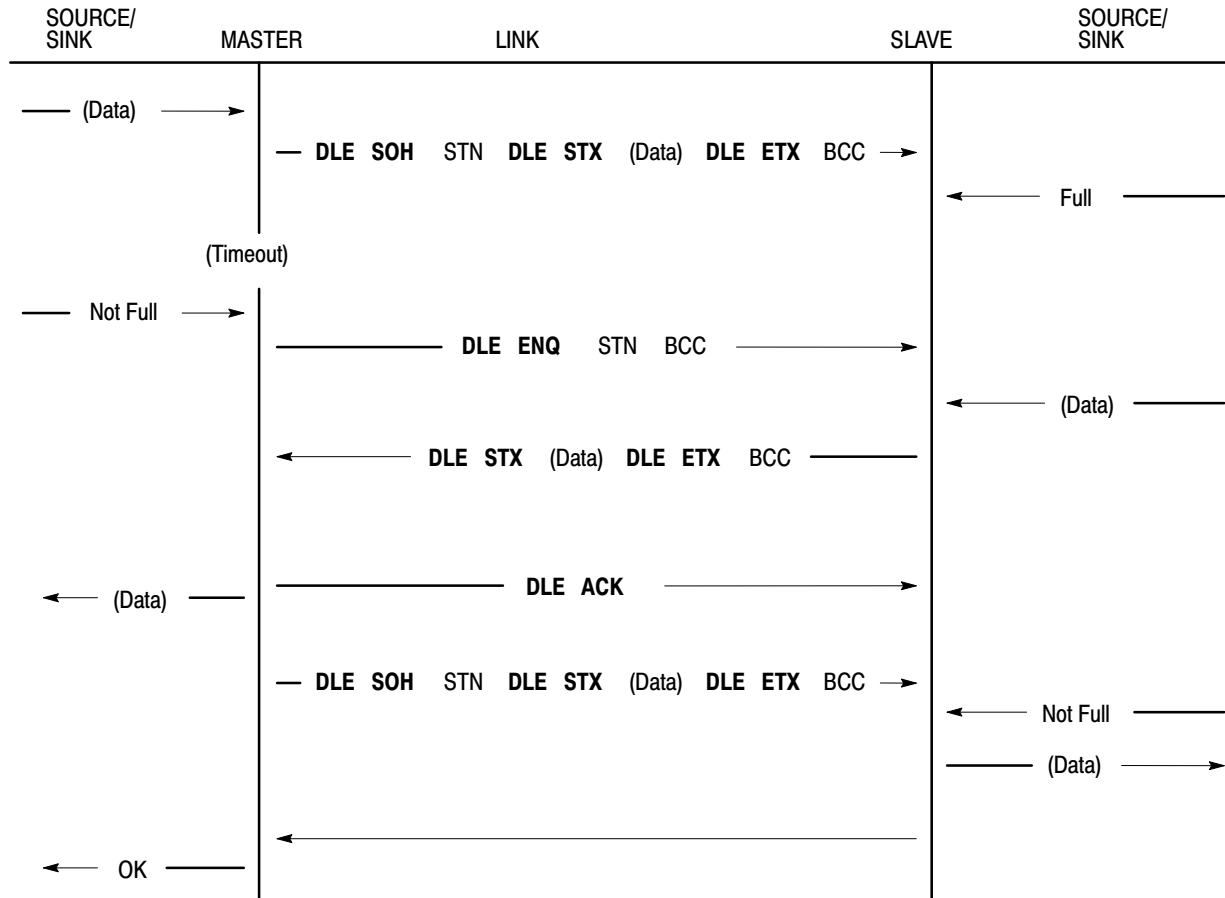 SOURCE/
SINK
MASTER
LINK
SLAVE
SOURCE/
SINK
(Data)
DLE SOH STN DLE STX (Data) DLE ETX BCC
Full
(Timeout)
Not Full
DLE ENQ STN BCC
(Data)
DLE STX (Data) DLE ETX BCC
DLE ACK
(Data)
DLE SOH STN DLE STX (Data) DLE ETX BCC
Not Full
(Data)
OK